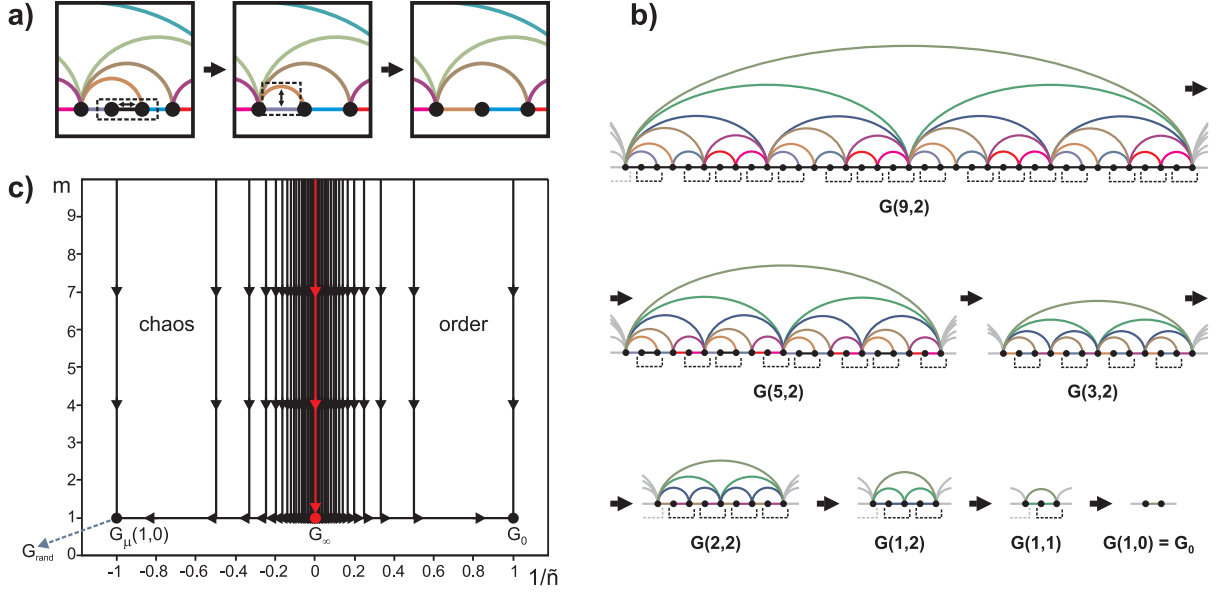 a)
b)
G(9,2)
G(5,2)
G(3,2)
G(2,2)
G(1,2)
G(1,1)
G(1,0) = G₀
c)
m
9
7
6
5
4
3
2
1
0
chaos
order
Gμ(1,0)
G∞
G₀
Grand
-1
-0.8
-0.6
-0.4
-0.2
0
0.2
0.4
0.6
0.8
1
1/ñ